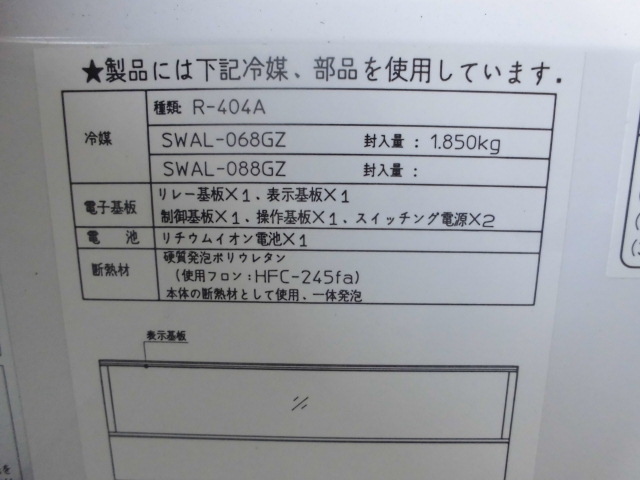 ★製品には下記冷媒、部品を使用しています.
冷媒 種類: R-404A
SWAL-068GZ 封入量: 1.850kg
SWAL-088GZ 封入量:
電子基板 リレー基板×1、表示基板×1
制御基板×1、操作基板×1、スイッチング電源×2
電 池 リチウムイオン電池×1
断熱材 硬質発泡ポリウレタン
(使用フロン:HFC-245fa)
本体の断熱材として使用、一体発泡
表示基板